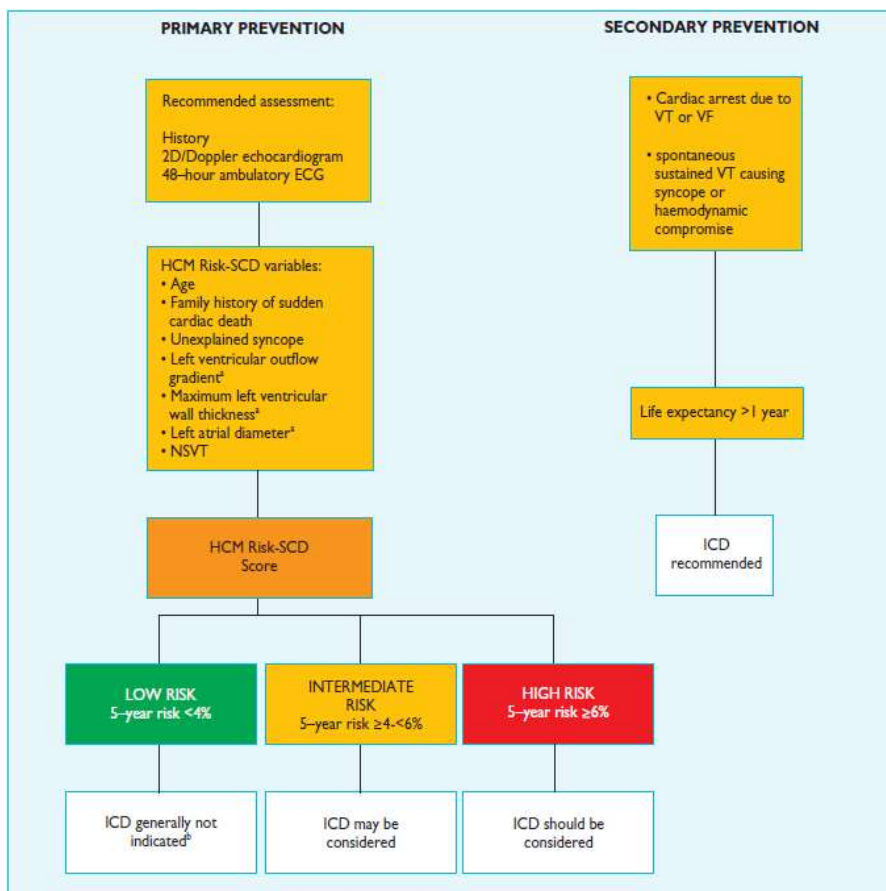 PRIMARY PREVENTION
Recommended assessment:
History
2D/Doppler echocardiogram
48–hour ambulatory ECG
HCM Risk-SCD variables:
• Age
• Family history of sudden
cardiac death
• Unexplained syncope
• Left ventricular outflow
gradientᵃ
• Maximum left ventricular
wall thicknessᵃ
• Left atrial diameterᵃ
• NSVT
HCM Risk-SCD
Score
LOW RISK
5–year risk <4%
INTERMEDIATE
RISK
5–year risk ≥4-<6%
HIGH RISK
5–year risk ≥6%
ICD generally not
indicatedᵇ
ICD may be
considered
ICD should be
considered
SECONDARY PREVENTION
• Cardiac arrest due to
VT or VF
• spontaneous
sustained VT causing
syncope or
haemodynamic
compromise
Life expectancy >1 year
ICD
recommended